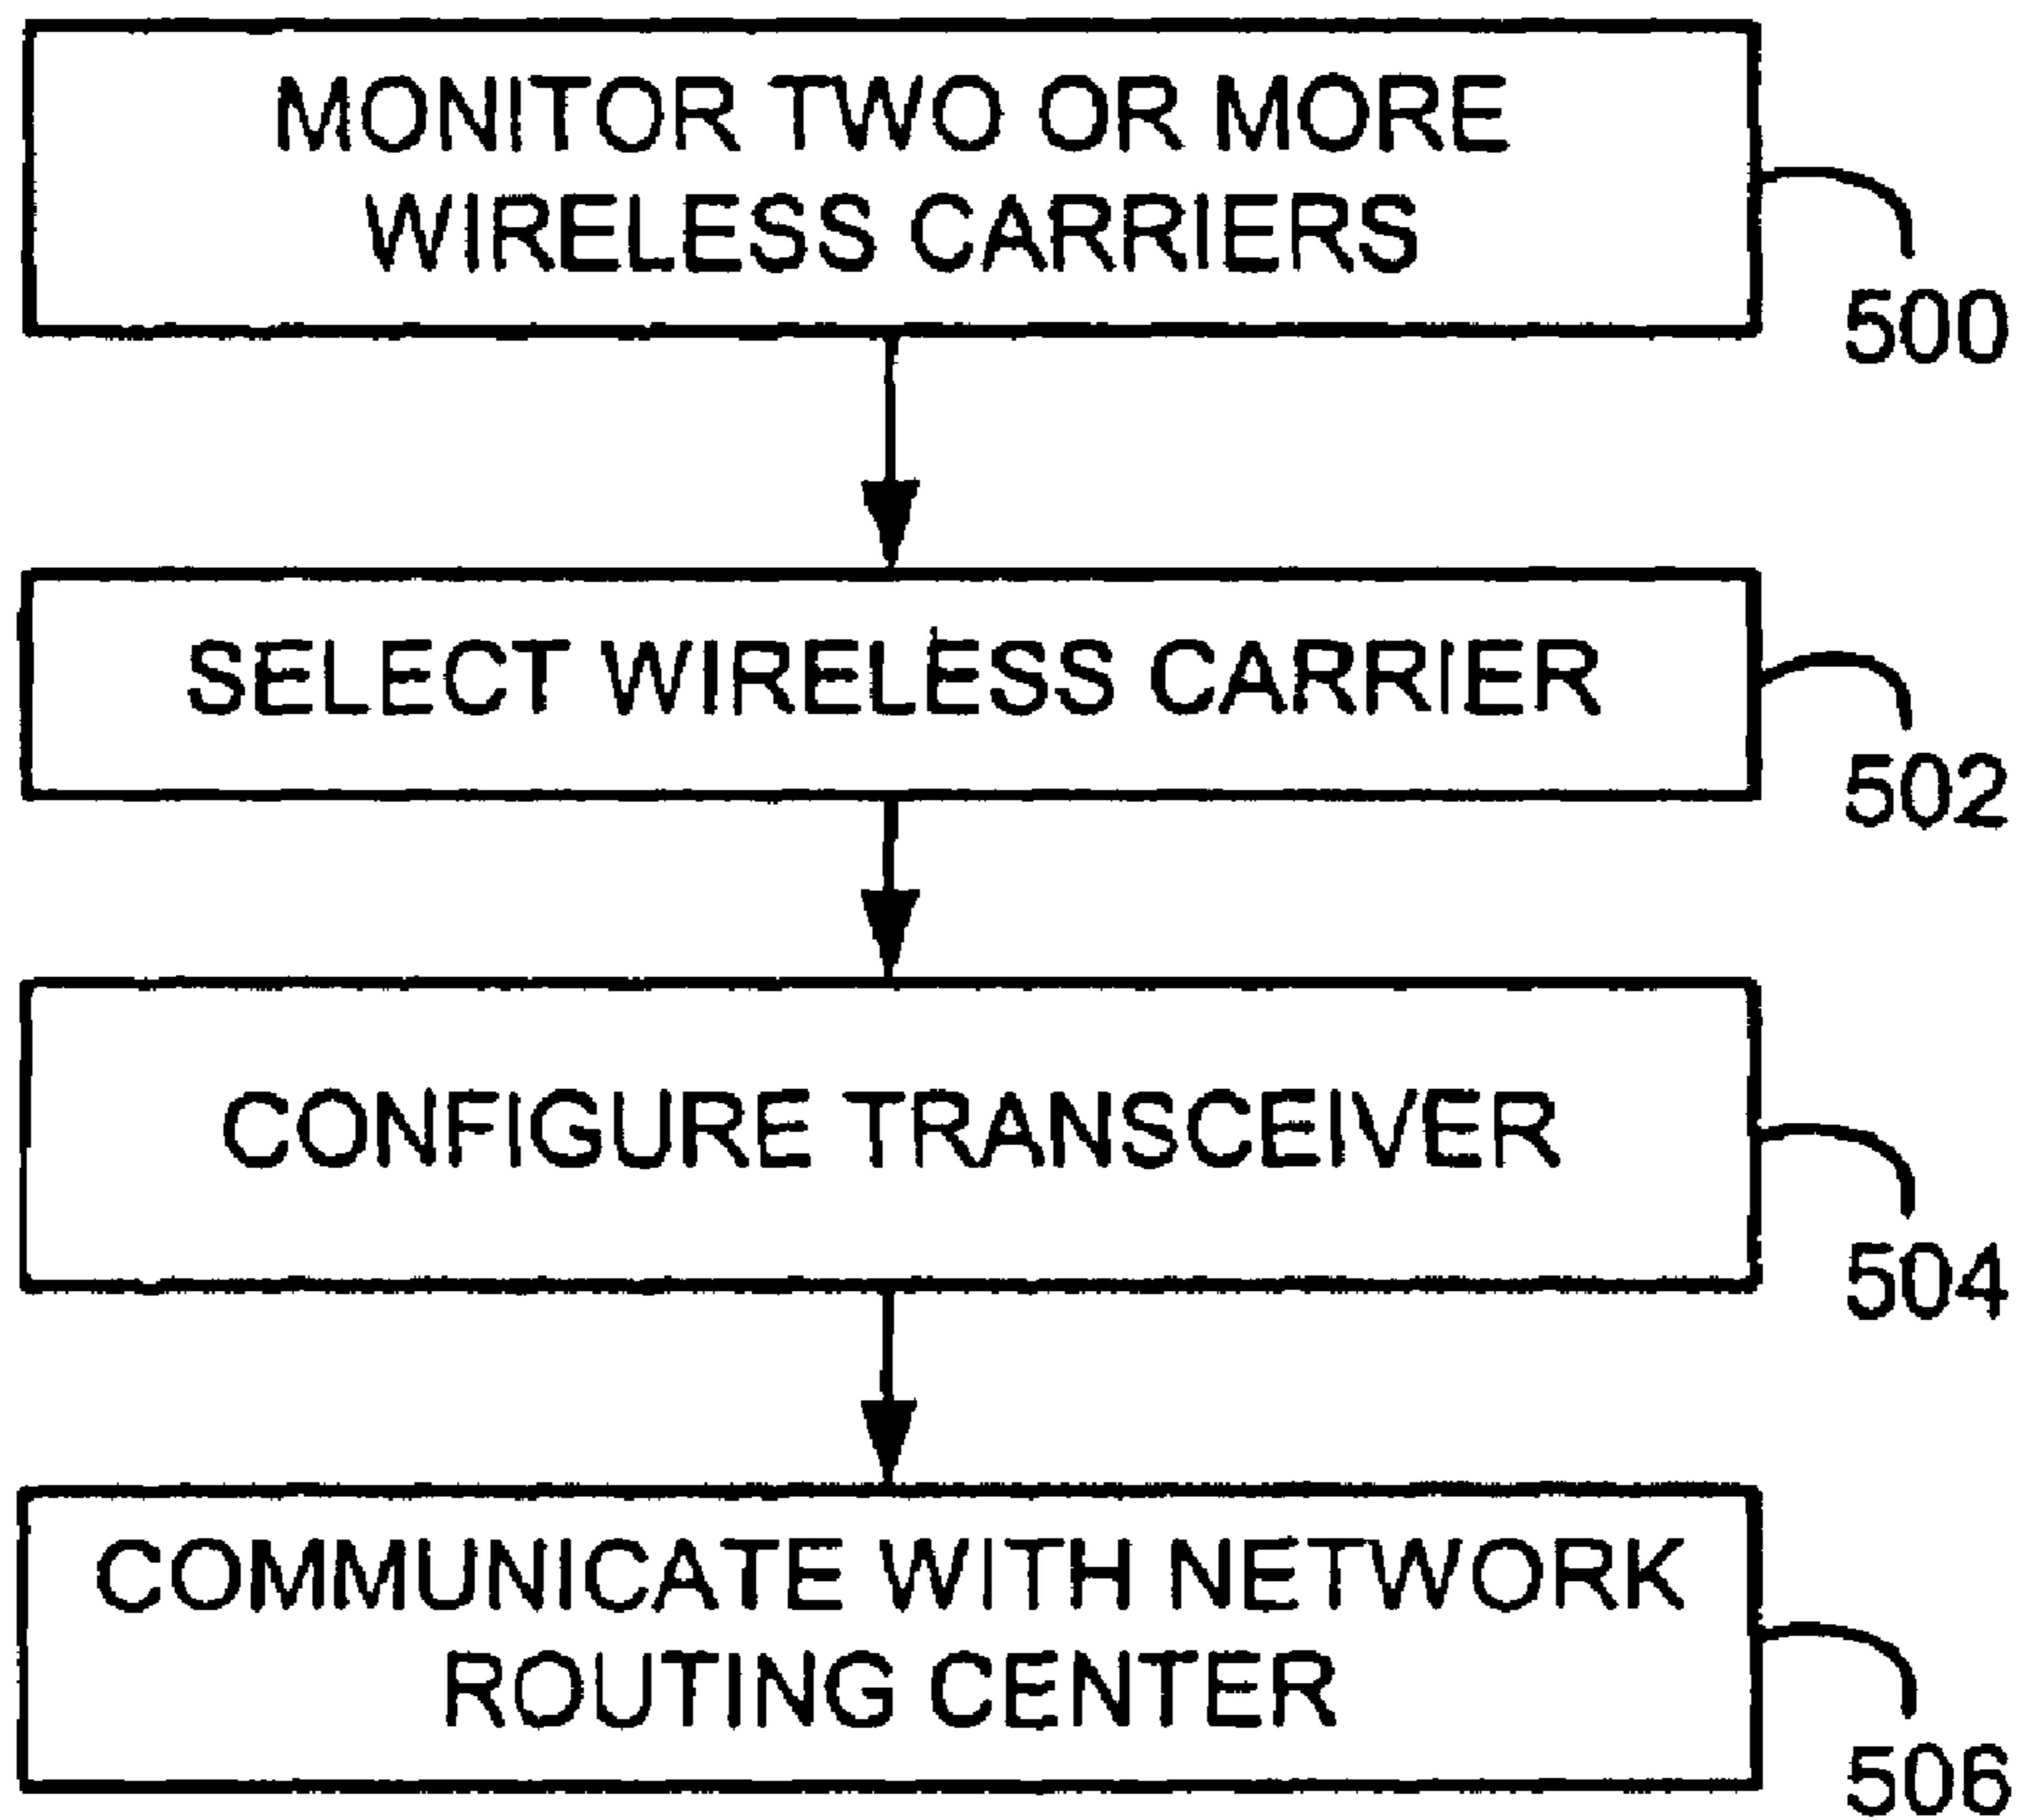 MONITOR TWO OR MORE
WIRELESS CARRIERS
500
SELECT WIRELESS CARRIER
502
CONFIGURE TRANSCEIVER
504
COMMUNICATE WITH NETWORK
ROUTING CENTER
506